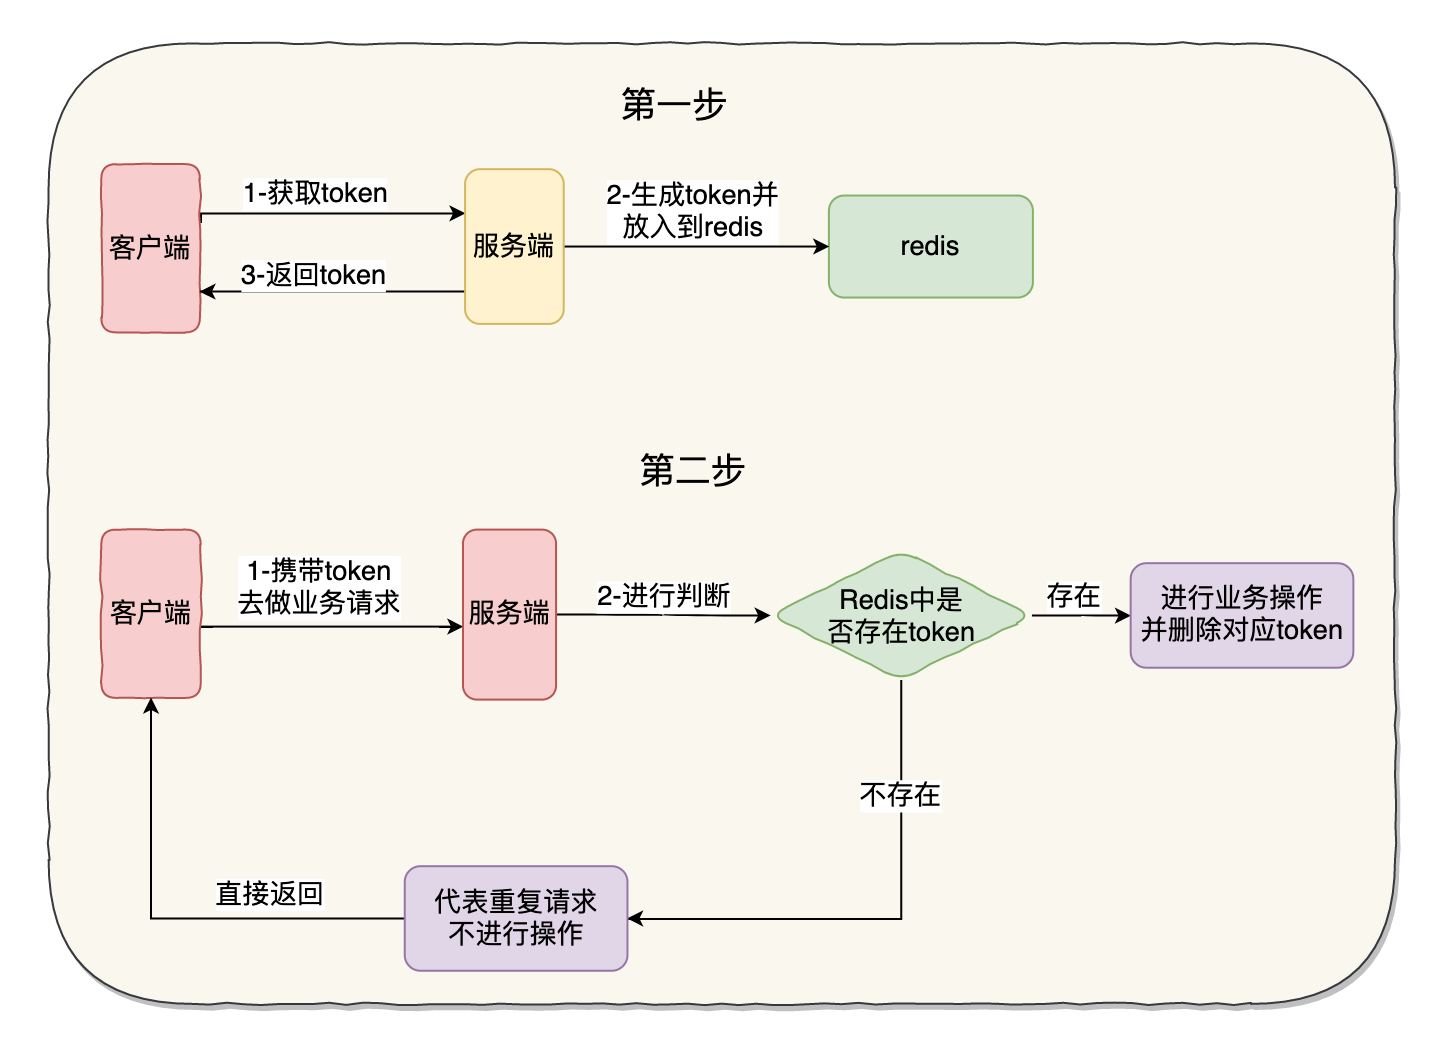 第一步
客户端
1-获取token
3-返回token
服务端
2-生成token并
放入到redis
redis
第二步
客户端
1-携带token
去做业务请求
服务端
2-进行判断
Redis中是
否存在token
存在
进行业务操作
并删除对应token
不存在
代表重复请求
不进行操作
直接返回